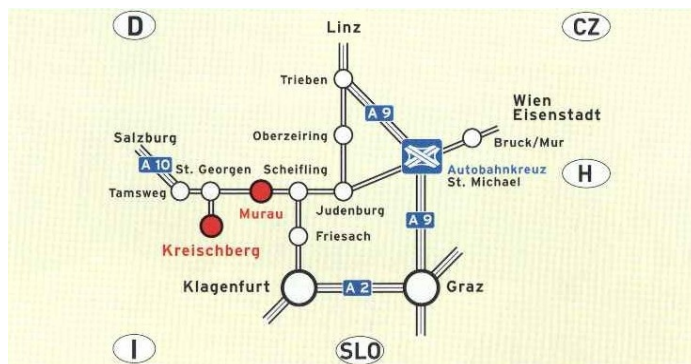 D
CZ
Linz
Trieben
A 9
Wien
Eisenstadt
Oberzeiring
Bruck/Mur
Salzburg
A 10
St. Georgen
Scheifling
Autobahnkreuz
St. Michael
H
Tamsweg
Murau
Judenburg
A 9
Kreischberg
Friesach
Klagenfurt
A 2
Graz
I
SLO